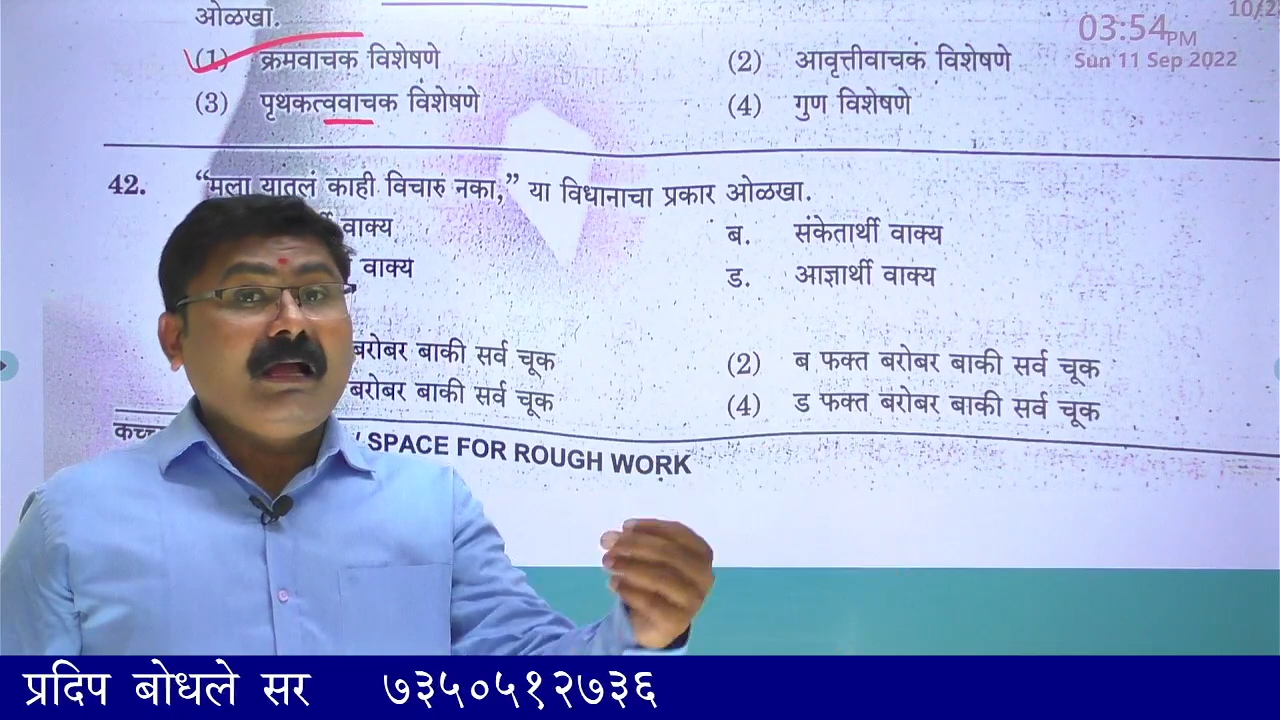 10/2
03:54PM
Sun 11 Sep 2022
ओळखा.
(1) क्रमवाचक विशेषणे (2) आवृत्तीवाचक विशेषणे
(3) पृथकत्ववाचक विशेषणे (4) गुण विशेषणे
42. “मला यातलं काही विचारु नका,” या विधानाचा प्रकार ओळखा.
वाक्य ब. संकेतार्थी वाक्य
वाक्य ड. आज्ञार्थी वाक्य
बरोबर बाकी सर्व चूक (2) ब फक्त बरोबर बाकी सर्व चूक
बरोबर बाकी सर्व चूक (4) ड फक्त बरोबर बाकी सर्व चूक
SPACE FOR ROUGH WORK
प्रदिप बोधले सर ७३५०५१२७३६